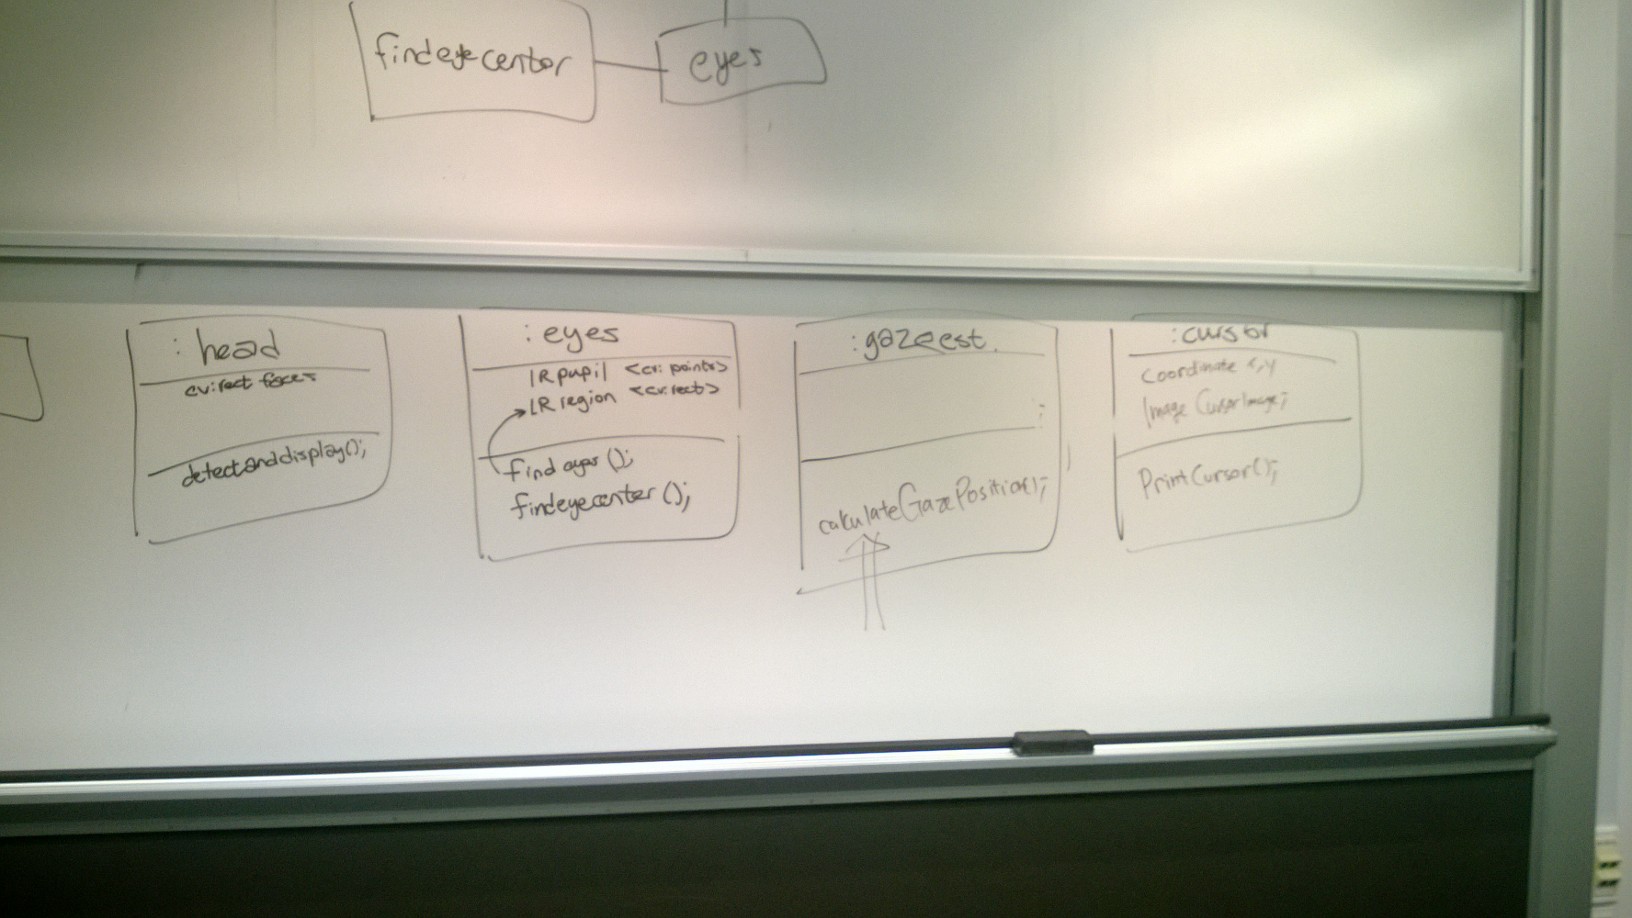 findeyecenter
eyes
:head
cv:rect faces
detectanddisplay();
:eyes
LR pupil <cv: points>
LR region <cv:rect>
find eyes ();
findeyecenter ();
:gazeest.
;
calculateGazePosition();
:cursor
Coordinate x,y
Image CursorImage;
PrintCursor();